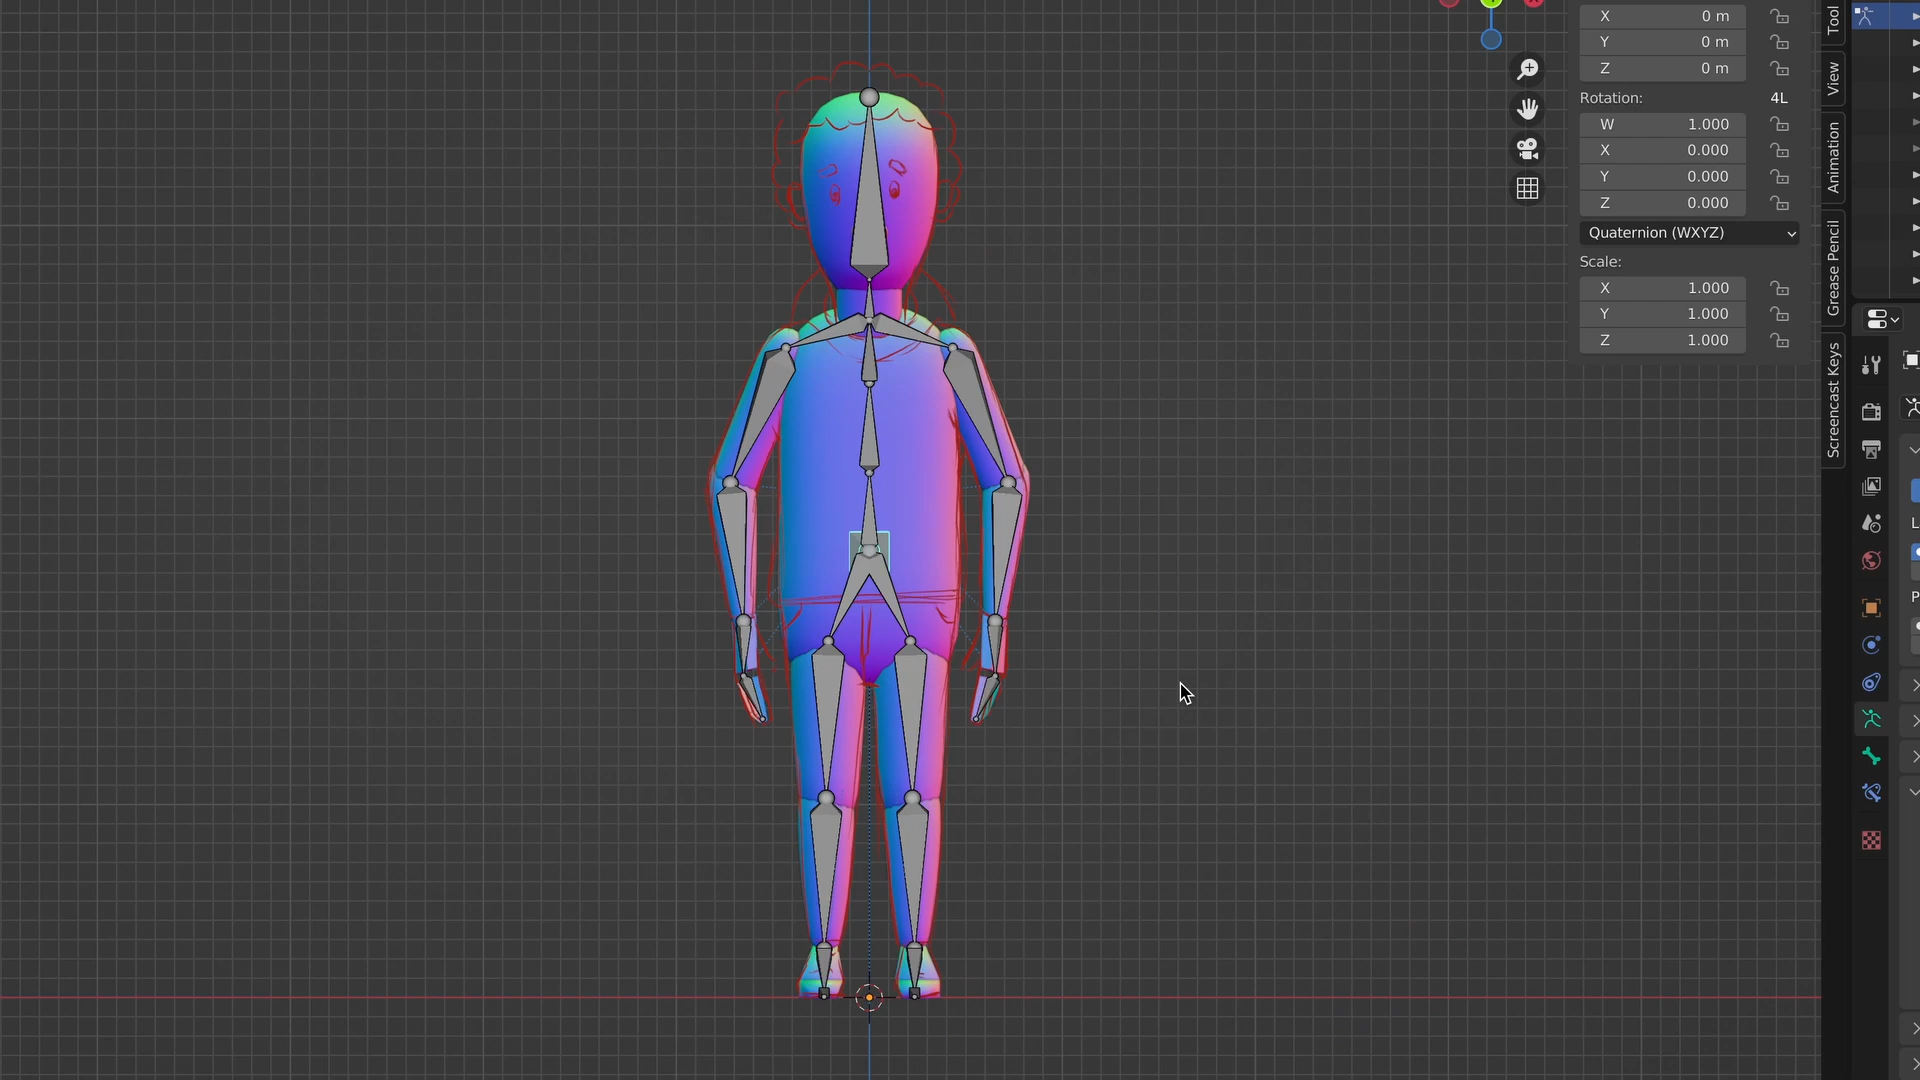 X 0 m
Y 0 m
Z 0 m
Rotation: 4L
W 1.000
X 0.000
Y 0.000
Z 0.000
Quaternion (WXYZ)
Scale:
X 1.000
Y 1.000
Z 1.000
Tool
View
Animation
Grease Pencil
Screencast Keys
L
P